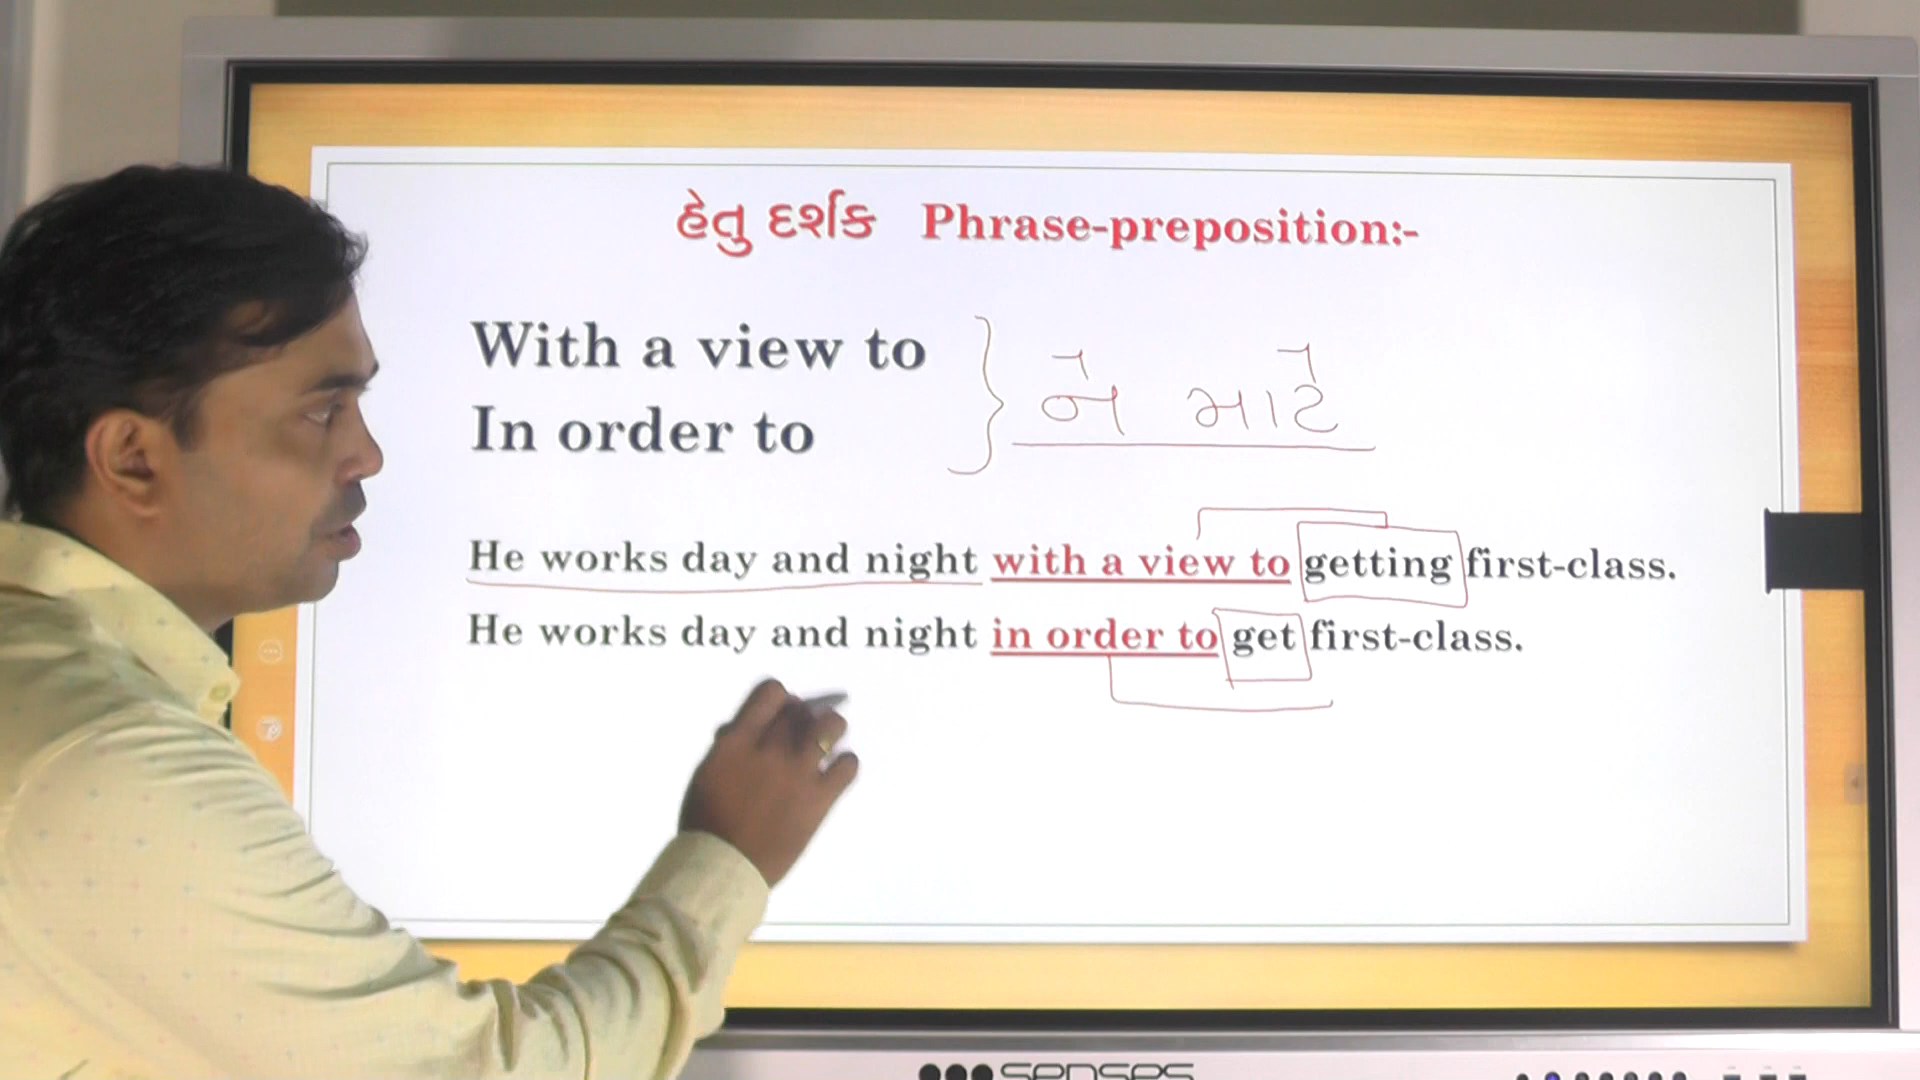 હેતુ દર્શક Phrase-preposition:-
With a view to
In order to
ને માટે
He works day and night with a view to getting first-class.
He works day and night in order to get first-class.
senses